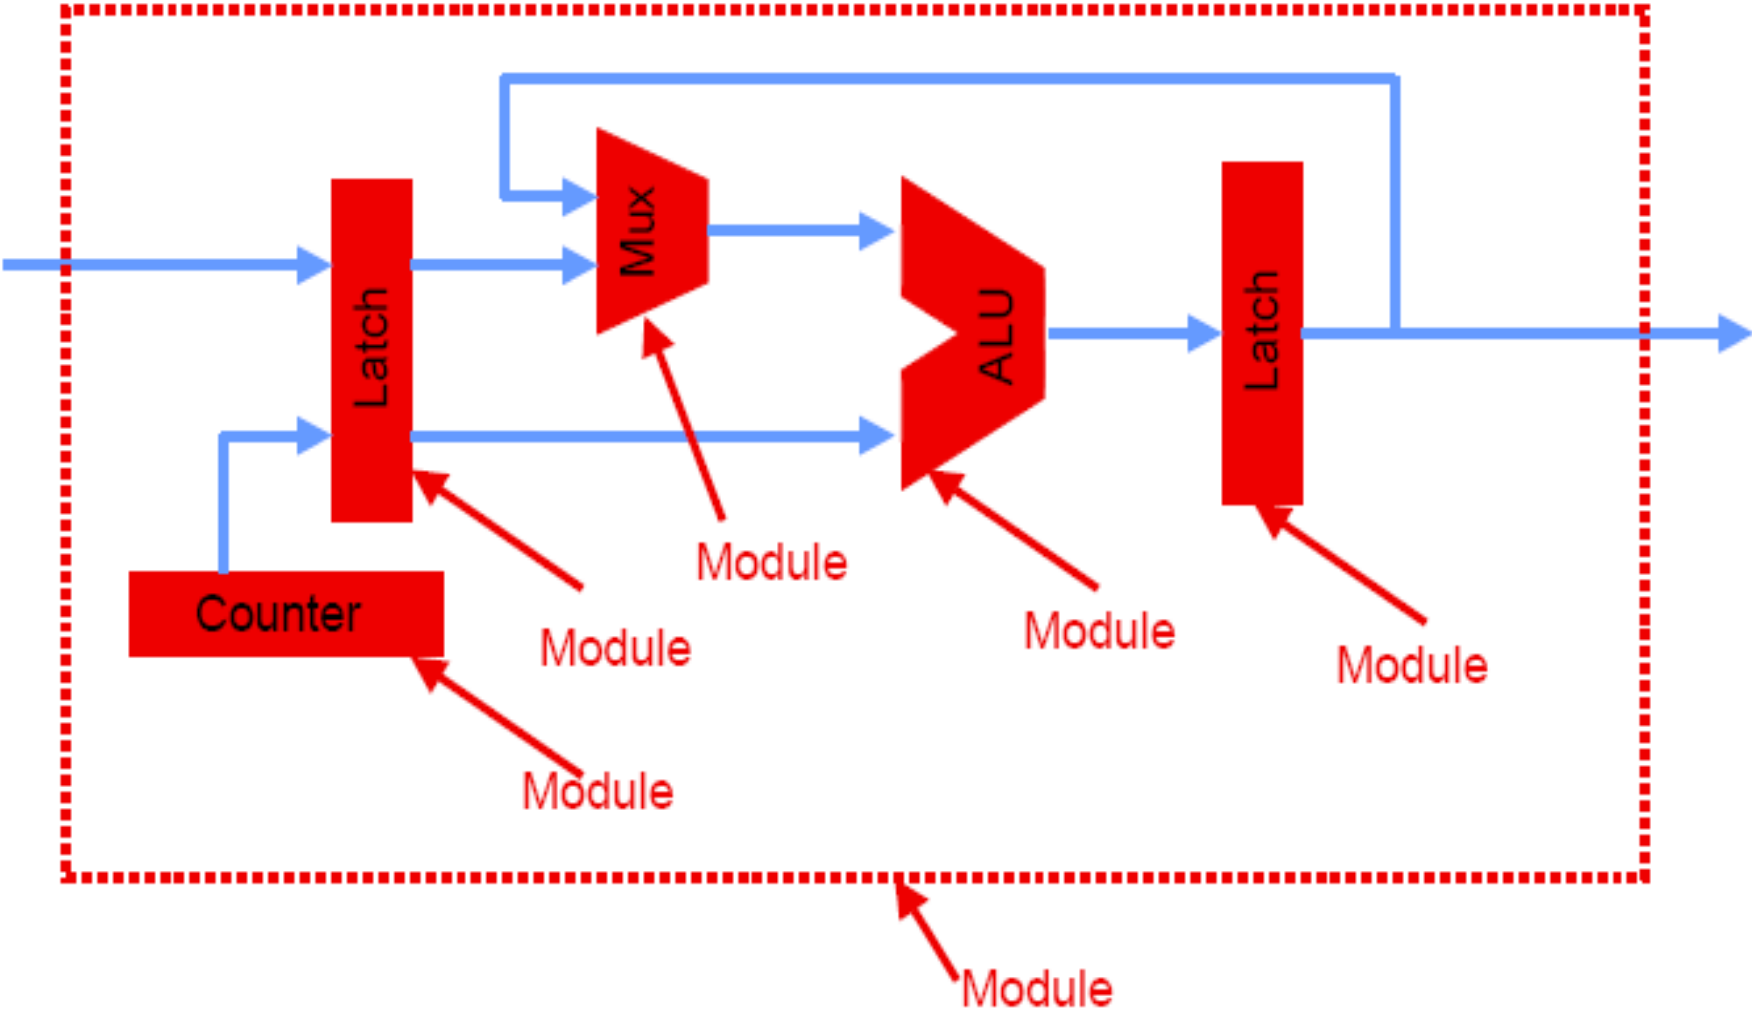 Mux
Latch
ALU
Latch
Counter
Module
Module
Module
Module
Module
Module